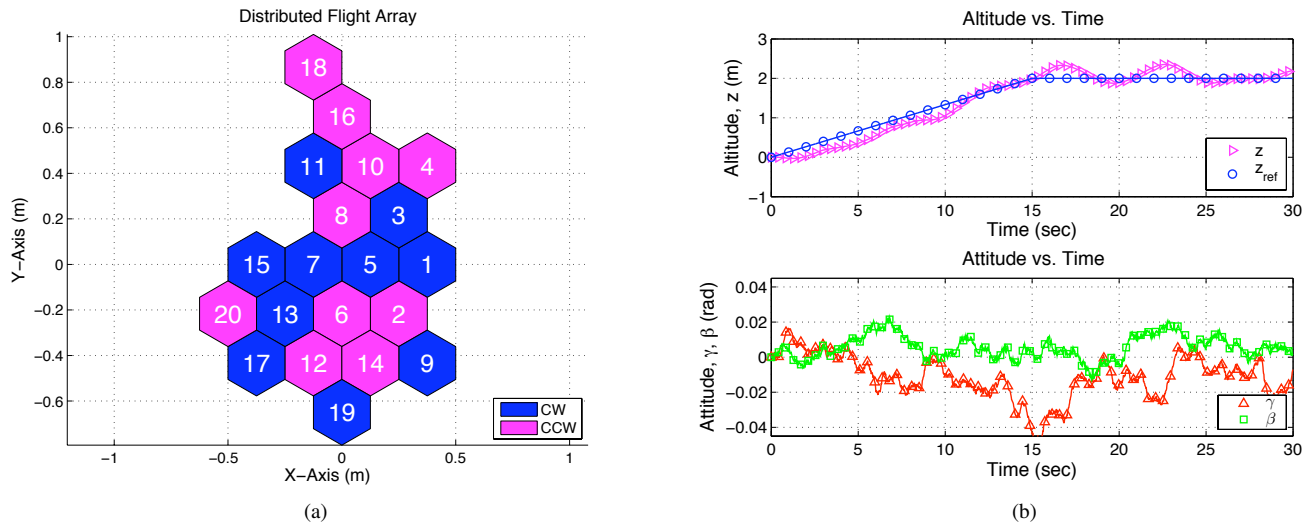 Distributed Flight Array
1
0.8
0.6
0.4
0.2
0
−0.2
−0.4
−0.6
Y−Axis (m)
18
16
11 10 4
8 3
15 7 5 1
20 13 6 2
17 12 14 9
19
CW
CCW
−1 −0.5 0 0.5 1
X−Axis (m)
(a)
Altitude vs. Time
3
2
1
0
−1
Altitude, z (m)
z
z_ref
0 5 10 15 20 25 30
Time (sec)
Attitude vs. Time
0.04
0.02
0
−0.02
−0.04
Attitude, γ, β (rad)
γ
β
0 5 10 15 20 25 30
Time (sec)
(b)